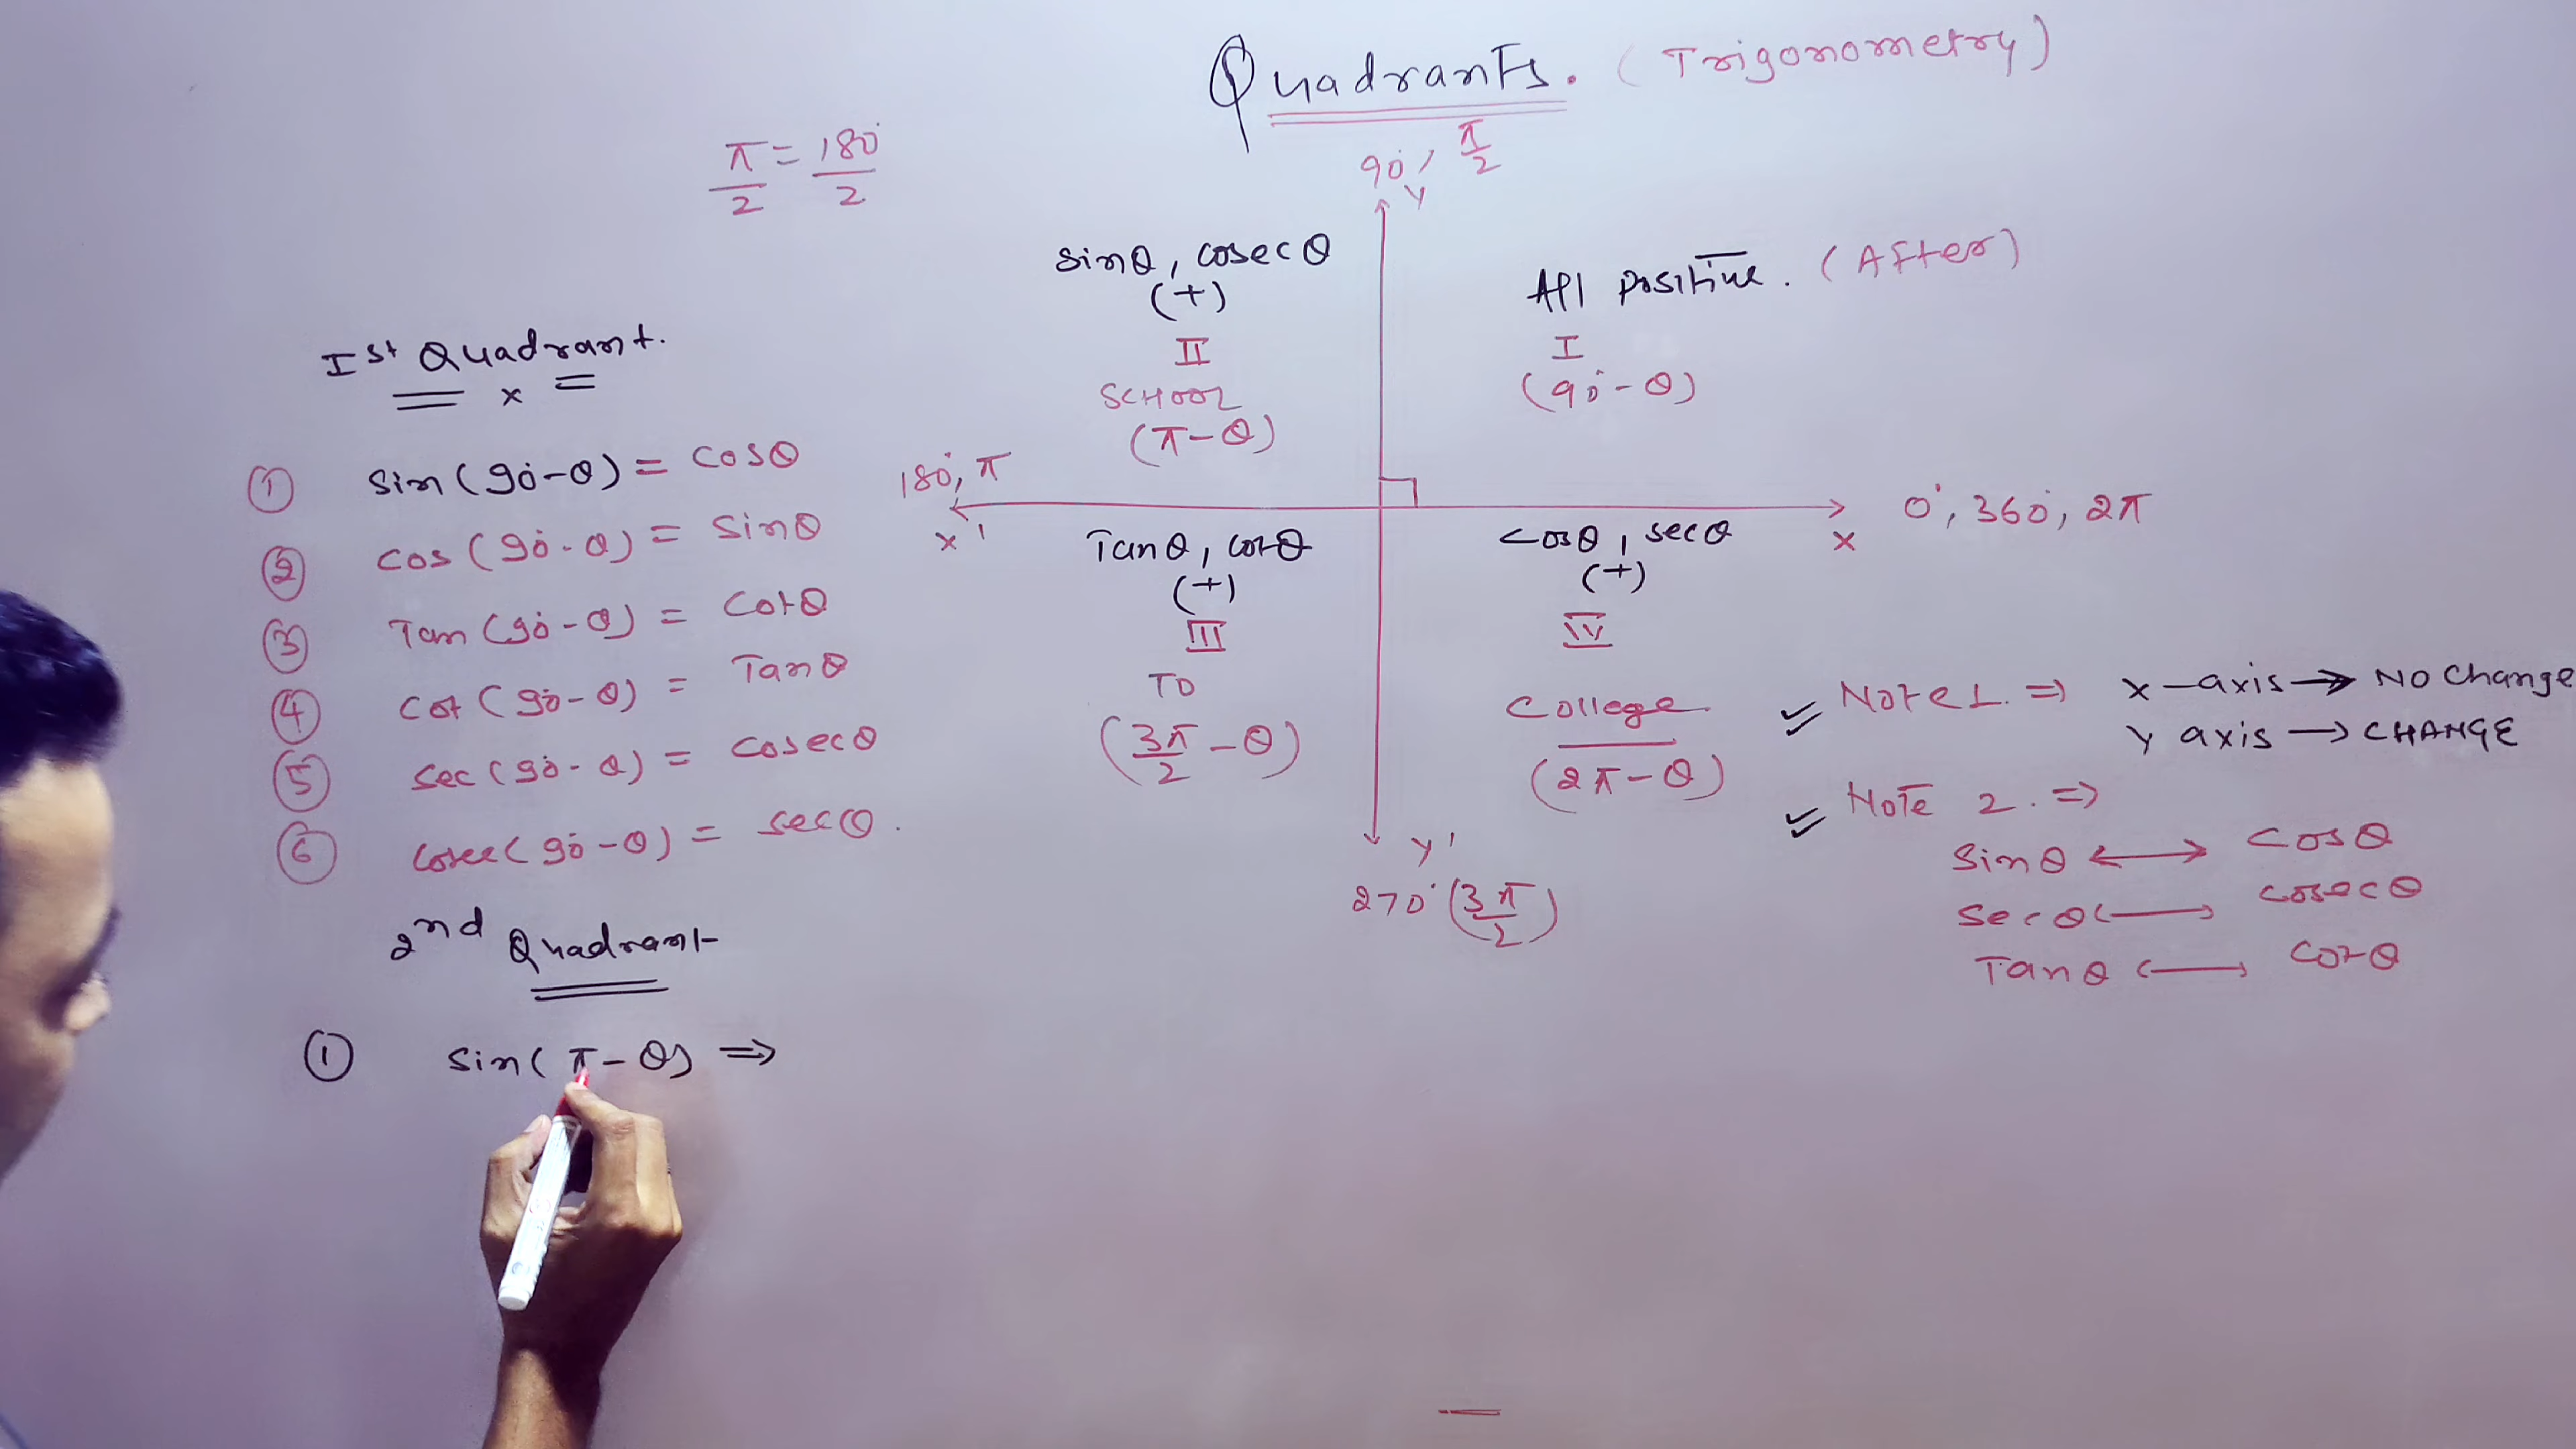 Quadrants. (Trigonometry)
π/2 = 180°/2
90°, π/2
Y
sinθ, cosecθ
(+)
II
SCHOOL
(π-θ)
All positive. (After)
I
(90°-θ)
180°, π
X'
X
0°, 360°, 2π
Tanθ, cotθ
(+)
III
TO
(3π/2 - θ)
cosθ, secθ
(+)
IV
College
(2π-θ)
Y'
270° (3π/2)
Ist Quadrant.
x
① sin(90°-θ) = cosθ
② cos(90°-θ) = sinθ
③ Tan(90°-θ) = cotθ
④ cot(90°-θ) = Tanθ
⑤ sec(90°-θ) = cosecθ
⑥ cosec(90°-θ) = secθ.
2nd Quadrant
① sin(π-θ) ⇒
✓ Note 1. ⇒ X-axis → NO Change
Y axis → CHANGE
✓ Note 2. ⇒
sinθ ↔ cosθ
secθ ↔ cosecθ
Tanθ ↔ cotθ